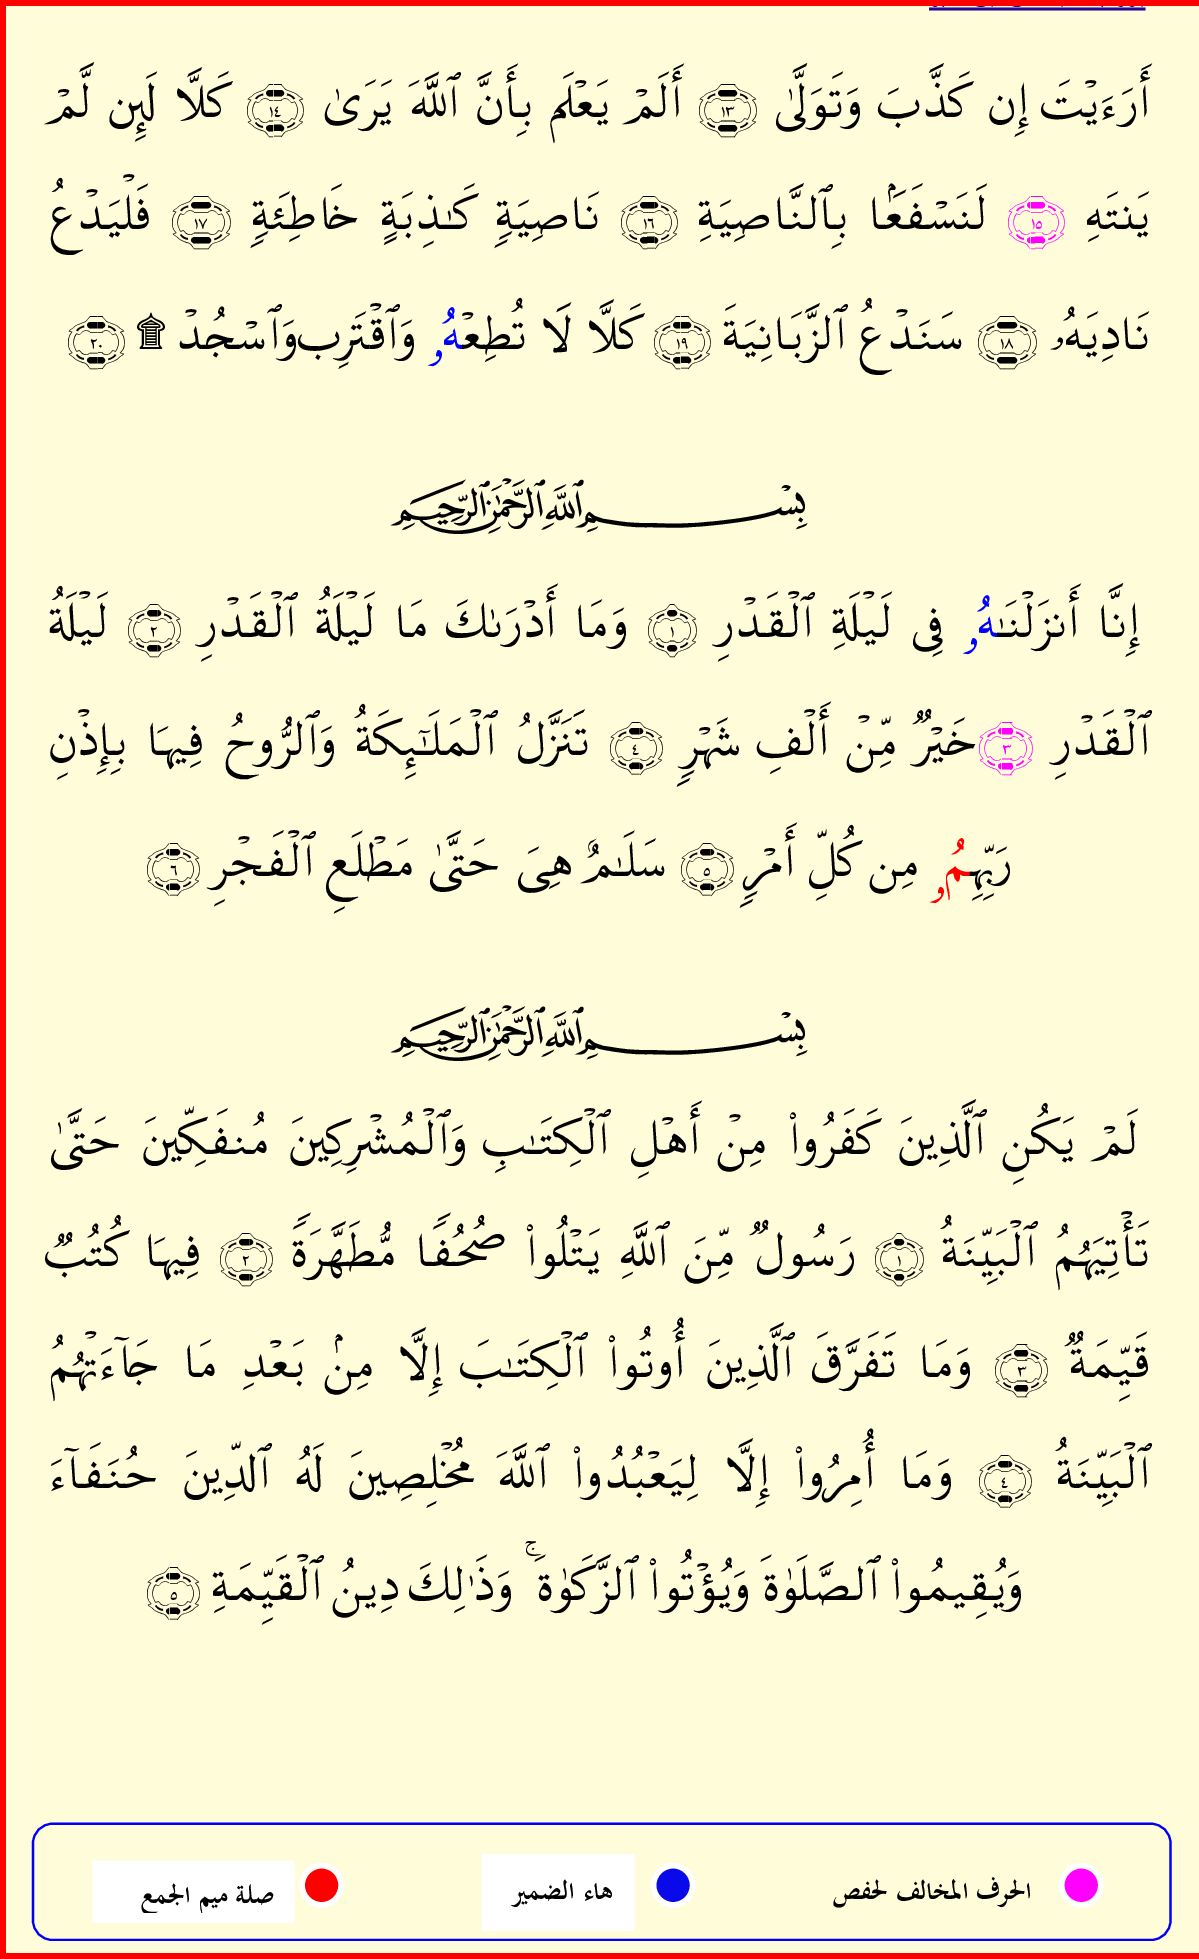 أَرَءَيْتَ إِن كَذَّبَ وَتَوَلَّىٰ ١٣ أَلَمْ يَعْلَم بِأَنَّ ٱللَّهَ يَرَىٰ ١٤ كَلَّا لَئِن لَّمْ
يَنتَهِ ١٥ لَنَسْفَعَۢا بِٱلنَّاصِيَةِ ١٦ نَاصِيَةٍ كَـٰذِبَةٍ خَاطِئَةٍ ١٧ فَلْيَدْعُ
نَادِيَهُۥ ١٨ سَنَدْعُ ٱلزَّبَانِيَةَ ١٩ كَلَّا لَا تُطِعْهُۥ وَٱقْتَرِب وَٱسْجُدْ ۩ ٢٠
بِسْمِ ٱللَّهِ ٱلرَّحْمَٰنِ ٱلرَّحِيمِ
إِنَّا أَنزَلْنَـٰهُۥ فِى لَيْلَةِ ٱلْقَدْرِ ١ وَمَا أَدْرَىٰكَ مَا لَيْلَةُ ٱلْقَدْرِ ٢ لَيْلَةُ
ٱلْقَدْرِ ٣ خَيْرٌ مِّنْ أَلْفِ شَهْرٍ ٤ تَنَزَّلُ ٱلْمَلَـٰٓئِكَةُ وَٱلرُّوحُ فِيهَا بِإِذْنِ
رَبِّهِمُۥ مِن كُلِّ أَمْرٍ ٥ سَلَـٰمٌ هِىَ حَتَّىٰ مَطْلَعِ ٱلْفَجْرِ ٦
بِسْمِ ٱللَّهِ ٱلرَّحْمَٰنِ ٱلرَّحِيمِ
لَمْ يَكُنِ ٱلَّذِينَ كَفَرُوا۟ مِنْ أَهْلِ ٱلْكِتَـٰبِ وَٱلْمُشْرِكِينَ مُنفَكِّينَ حَتَّىٰ
تَأْتِيَهُمُ ٱلْبَيِّنَةُ ١ رَسُولٌ مِّنَ ٱللَّهِ يَتْلُوا۟ صُحُفًا مُّطَهَّرَةً ٢ فِيهَا كُتُبٌ
قَيِّمَةٌ ٣ وَمَا تَفَرَّقَ ٱلَّذِينَ أُوتُوا۟ ٱلْكِتَـٰبَ إِلَّا مِنۢ بَعْدِ مَا جَآءَتْهُمُ
ٱلْبَيِّنَةُ ٤ وَمَا أُمِرُوا۟ إِلَّا لِيَعْبُدُوا۟ ٱللَّهَ مُخْلِصِينَ لَهُ ٱلدِّينَ حُنَفَآءَ
وَيُقِيمُوا۟ ٱلصَّلَوٰةَ وَيُؤْتُوا۟ ٱلزَّكَوٰةَ ۚ وَذَٰلِكَ دِينُ ٱلْقَيِّمَةِ ٥
الحرف المخالف لحفص
هاء الضمير
صلة ميم الجمع